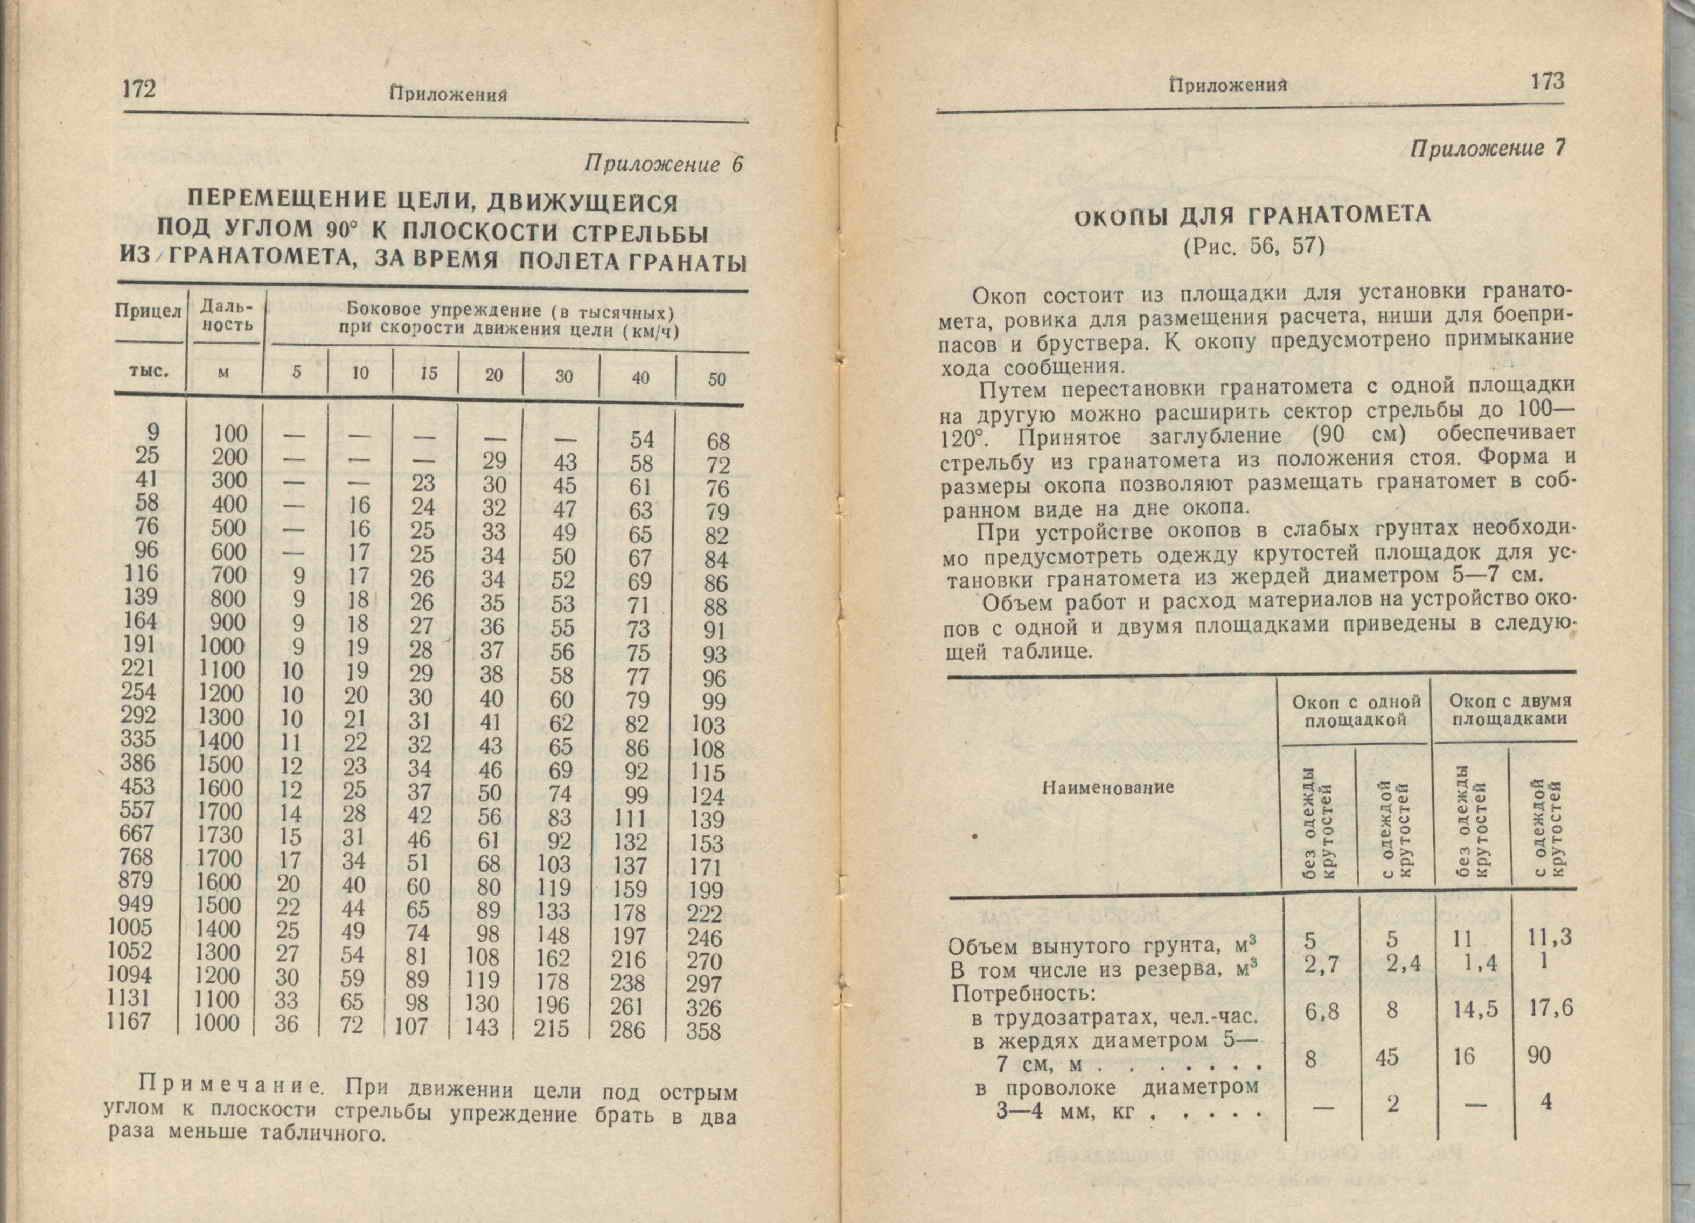 172
Приложения
Приложение 6
ПЕРЕМЕЩЕНИЕ ЦЕЛИ, ДВИЖУЩЕЙСЯ
ПОД УГЛОМ 90° К ПЛОСКОСТИ СТРЕЛЬБЫ
ИЗ ГРАНАТОМЕТА, ЗА ВРЕМЯ ПОЛЕТА ГРАНАТЫ
Прицел Даль- Боковое упреждение (в тысячных)
ность при скорости движения цели (км/ч)
тыс. м 5 10 15 20 30 40 50
9 100 — — — — — 54 68
25 200 — — — 29 43 58 72
41 300 — — 23 30 45 61 76
58 400 — 16 24 32 47 63 79
76 500 — 16 25 33 49 65 82
96 600 — 17 25 34 50 67 84
116 700 9 17 26 34 52 69 86
139 800 9 18 26 35 53 71 88
164 900 9 18 27 36 55 73 91
191 1000 9 19 28 37 56 75 93
221 1100 10 19 29 38 58 77 96
254 1200 10 20 30 40 60 79 99
292 1300 10 21 31 41 62 82 103
335 1400 11 22 32 43 65 86 108
386 1500 12 23 34 46 69 92 115
453 1600 12 25 37 50 74 99 124
557 1700 14 28 42 56 83 111 139
667 1730 15 31 46 61 92 132 153
768 1700 17 34 51 68 103 137 171
879 1600 20 40 60 80 119 159 199
949 1500 22 44 65 89 133 178 222
1005 1400 25 49 74 98 148 197 246
1052 1300 27 54 81 108 162 216 270
1094 1200 30 59 89 119 178 238 297
1131 1100 33 65 98 130 196 261 326
1167 1000 36 72 107 143 215 286 358
Примечание. При движении цели под острым
углом к плоскости стрельбы упреждение брать в два
раза меньше табличного.
Приложения
173
Приложение 7
ОКОПЫ ДЛЯ ГРАНАТОМЕТА
(Рис. 56, 57)
Окоп состоит из площадки для установки гранато-
мета, ровика для размещения расчета, ниши для боепри-
пасов и бруствера. К окопу предусмотрено примыкание
хода сообщения.
Путем перестановки гранатомета с одной площадки
на другую можно расширить сектор стрельбы до 100—
120°. Принятое заглубление (90 см) обеспечивает
стрельбу из гранатомета из положения стоя. Форма и
размеры окопа позволяют размещать гранатомет в соб-
ранном виде на дне окопа.
При устройстве окопов в слабых грунтах необходи-
мо предусмотреть одежду крутостей площадок для ус-
тановки гранатомета из жердей диаметром 5—7 см.
Объем работ и расход материалов на устройство око-
пов с одной и двумя площадками приведены в следую-
щей таблице.
Наименование
Окоп с одной площадкой
Окоп с двумя площадками
без одежды крутостей
с одеждой крутостей
без одежды крутостей
с одеждой крутостей
Объем вынутого грунта, м³ 5 5 11 11,3
В том числе из резерва, м³ 2,7 2,4 1,4 1
Потребность:
в трудозатратах, чел.-час. 6,8 8 14,5 17,6
в жердях диаметром 5—
7 см, м . . . . . . . . 8 45 16 90
в проволоке диаметром
3—4 мм, кг . . . . . — 2 — 4